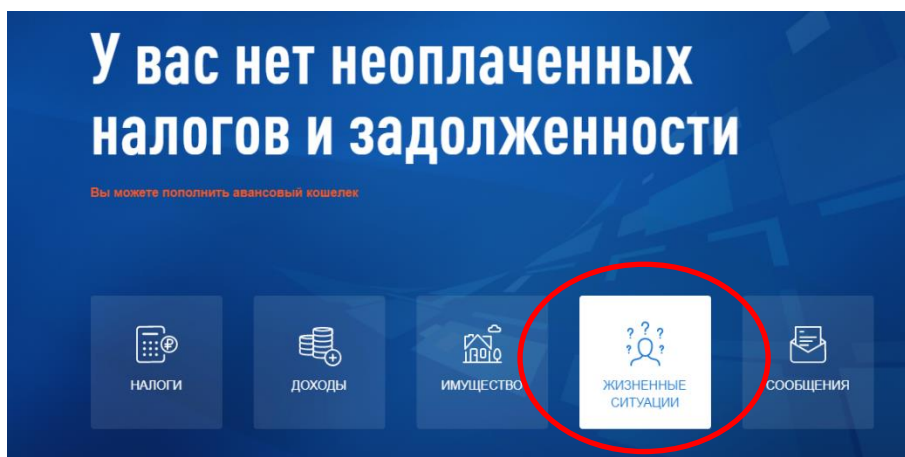 У вас нет неоплаченных
налогов и задолженности
Вы можете пополнить авансовый кошелек
НАЛОГИ
ДОХОДЫ
ИМУЩЕСТВО
ЖИЗНЕННЫЕ
СИТУАЦИИ
СООБЩЕНИЯ